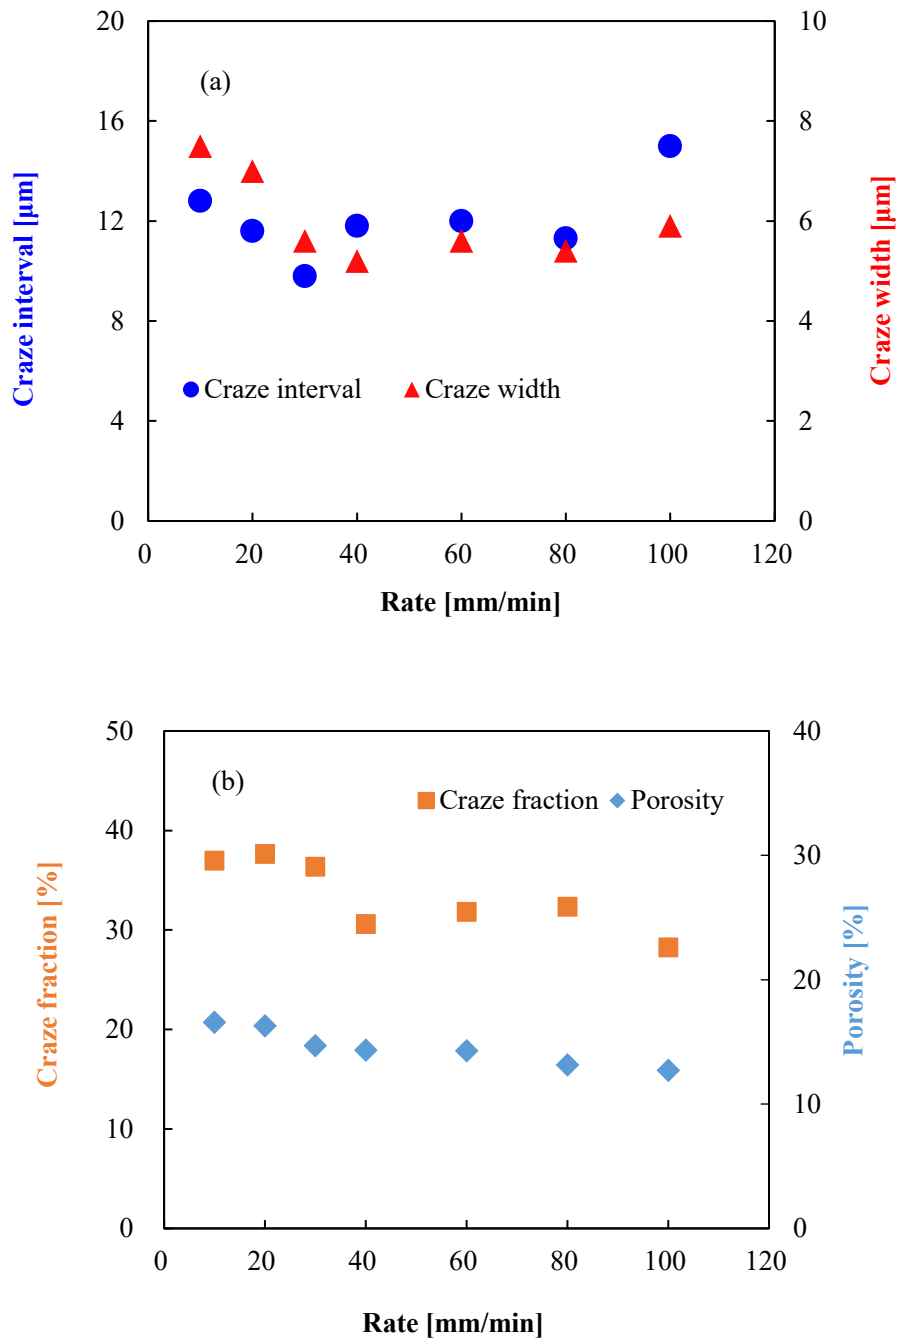 20
10
(a)
16
8
12
6
8
4
4
2
0
0
Craze interval [μm]
Craze width [μm]
Craze interval
Craze width
0 20 40 60 80 100 120
Rate [mm/min]
50
40
(b)
Craze fraction Porosity
40
30
30
20
20
10
10
0
0
Craze fraction [%]
Porosity [%]
0 20 40 60 80 100 120
Rate [mm/min]